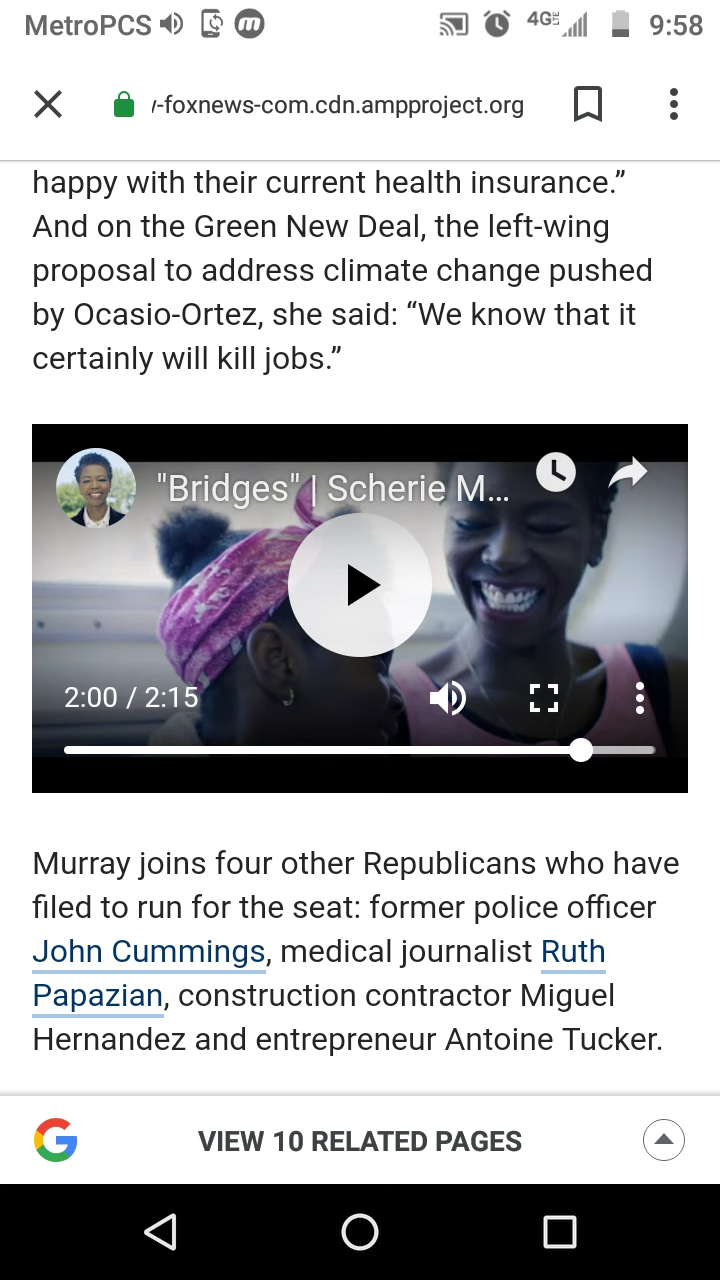 MetroPCS 4G LTE 9:58
/-foxnews-com.cdn.ampproject.org
happy with their current health insurance.”
And on the Green New Deal, the left-wing
proposal to address climate change pushed
by Ocasio-Ortez, she said: “We know that it
certainly will kill jobs.”
"Bridges" | Scherie M...
2:00 / 2:15
Murray joins four other Republicans who have
filed to run for the seat: former police officer
John Cummings, medical journalist Ruth
Papazian, construction contractor Miguel
Hernandez and entrepreneur Antoine Tucker.
VIEW 10 RELATED PAGES